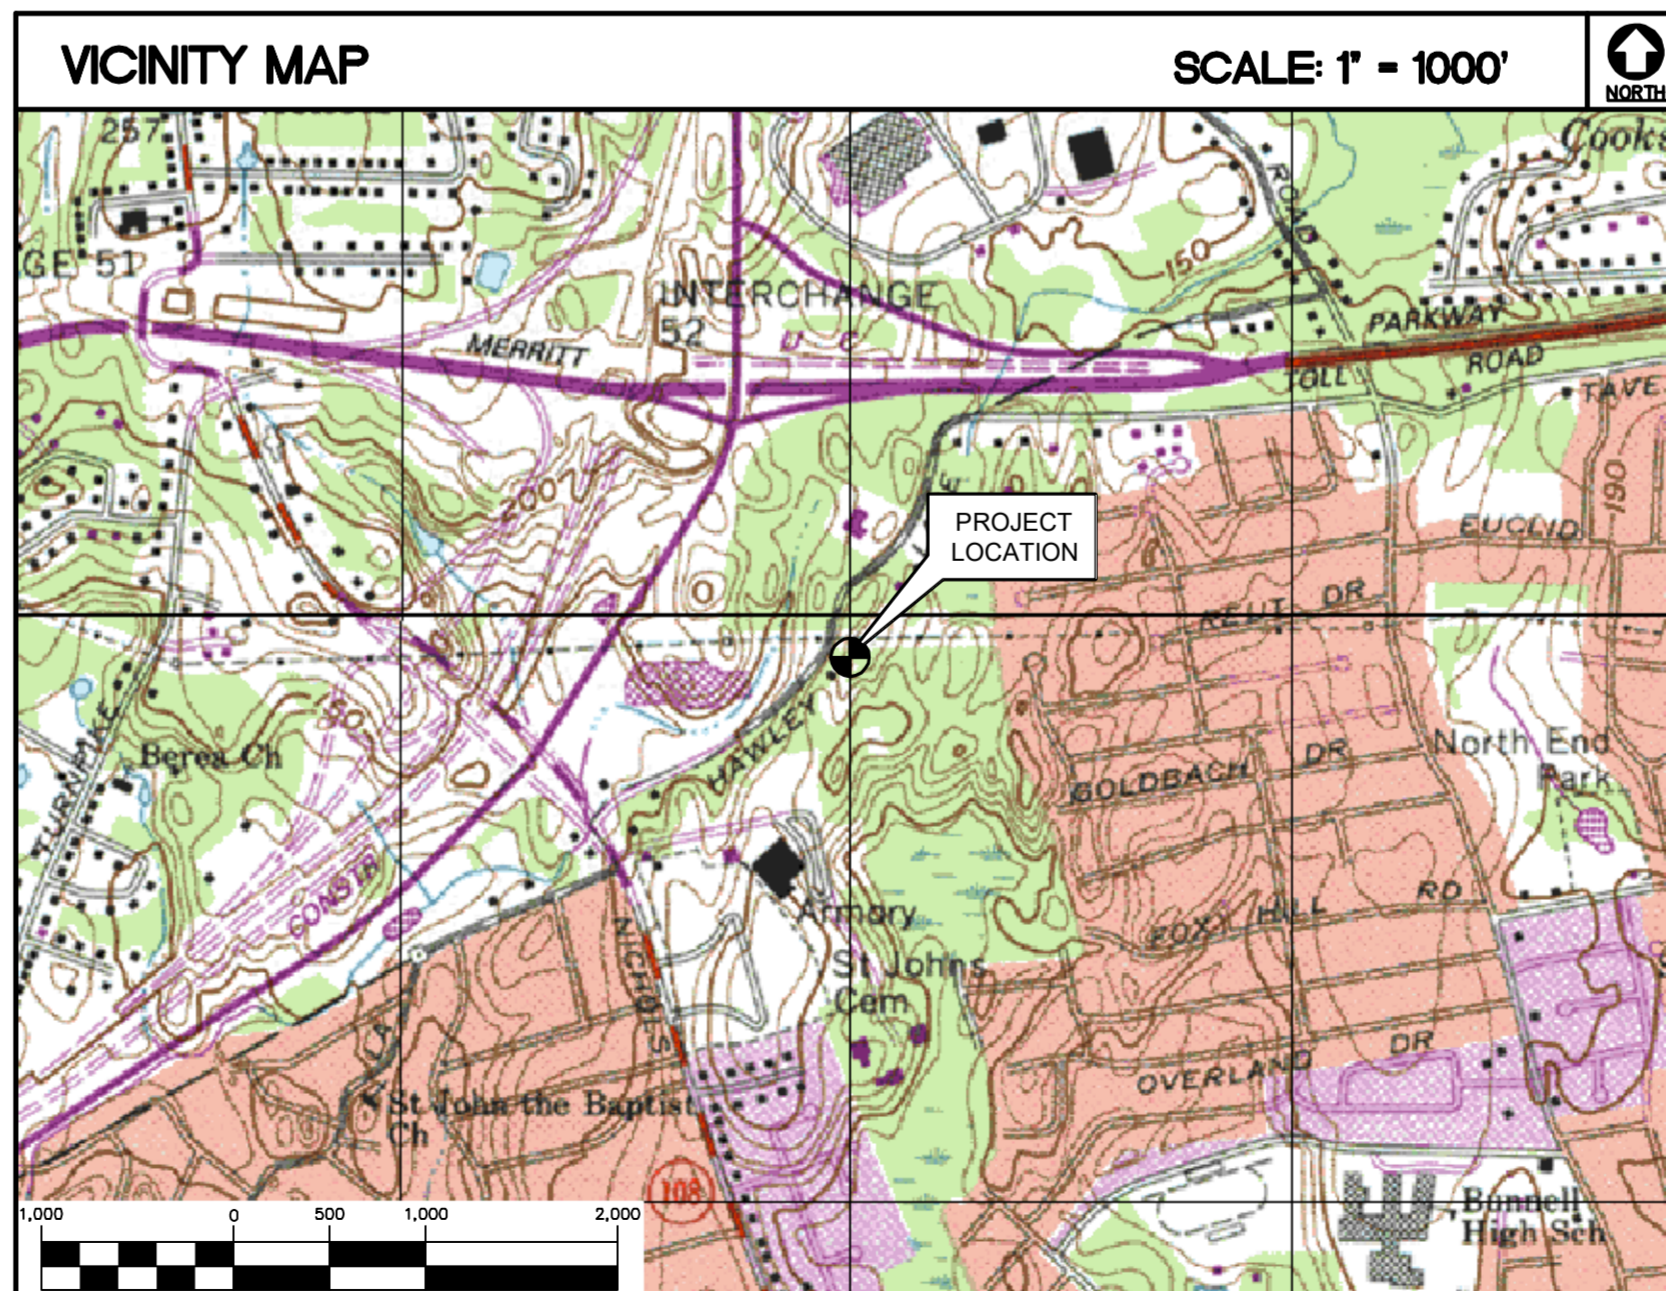 VICINITY MAP
SCALE: 1" = 1000'
NORTH
257
Cooks
ROAD
GE 51
150
INTERCHANGE
52
U C
MERRITT
PARKWAY
TOLL
ROAD
TAVE
190
200
EUCLID
PROJECT
LOCATION
REUT DR
TURNPIKE
Berea Ch
HAWLEY
GOLDBACH DR
North End
Park
CONSTR
Armory
FOX HILL RD
NICHOLS
St Johns
Cem
OVERLAND DR
LA
St John the Baptist
Ch
108
Bunnell
High Sch
1,000 0 500 1,000 2,000